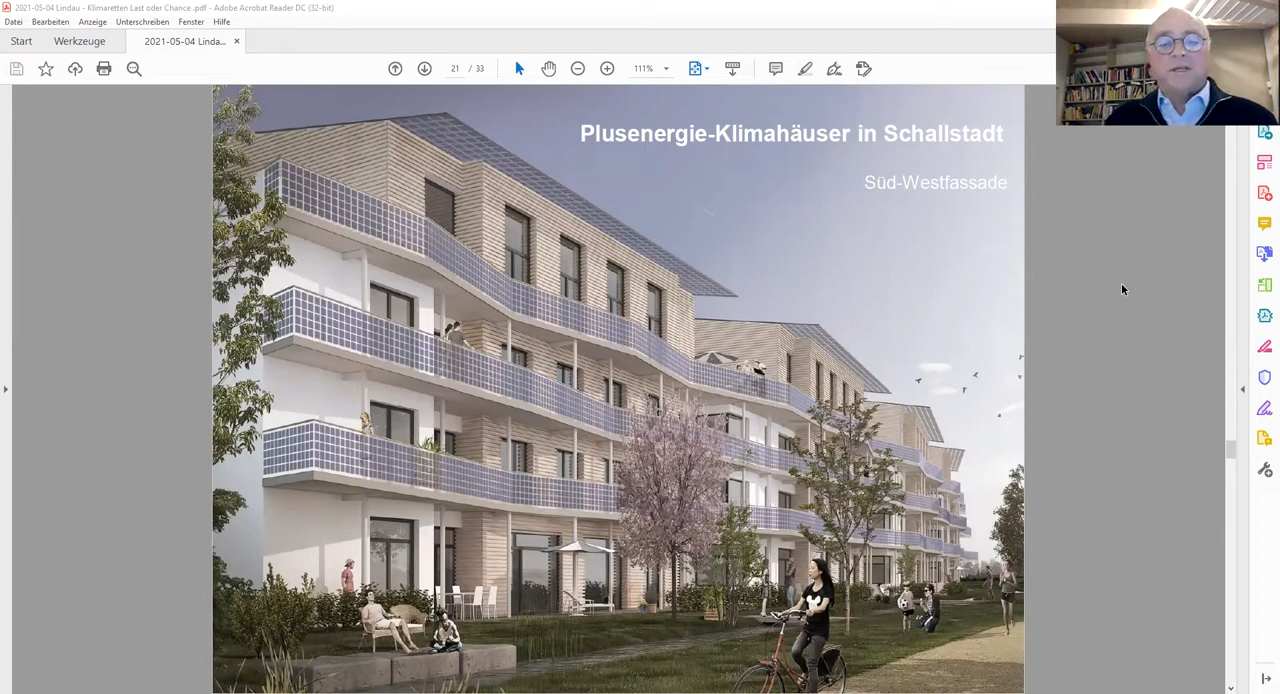 2021-05-04 Lindau - Klimaretten Last oder Chance .pdf - Adobe Acrobat Reader DC (32-bit)
Datei Bearbeiten Anzeige Unterschreiben Fenster Hilfe
Start Werkzeuge 2021-05-04 Linda... ×
21 / 33 111%
Plusenergie-Klimahäuser in Schallstadt
Süd-Westfassade